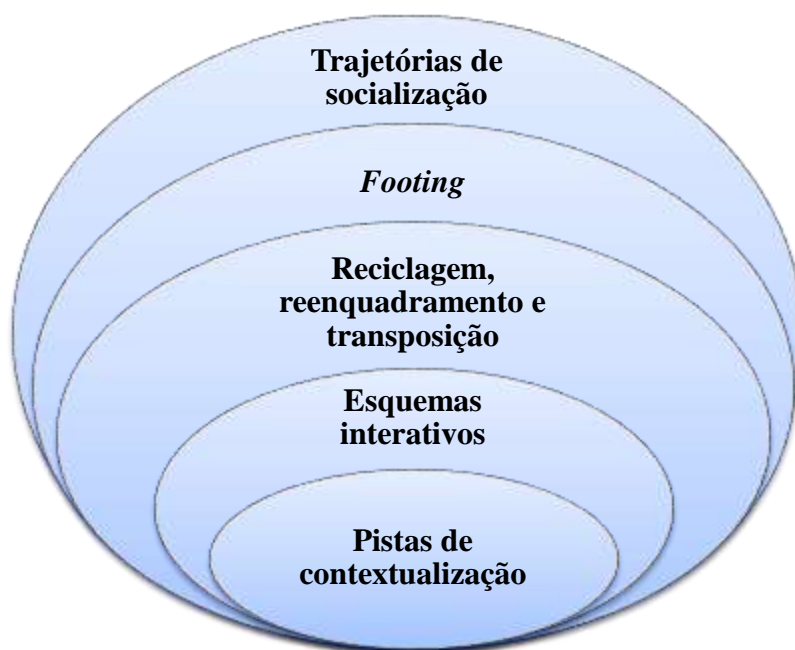 Trajetórias de
socialização
Footing
Reciclagem,
reenquadramento e
transposição
Esquemas
interativos
Pistas de
contextualização